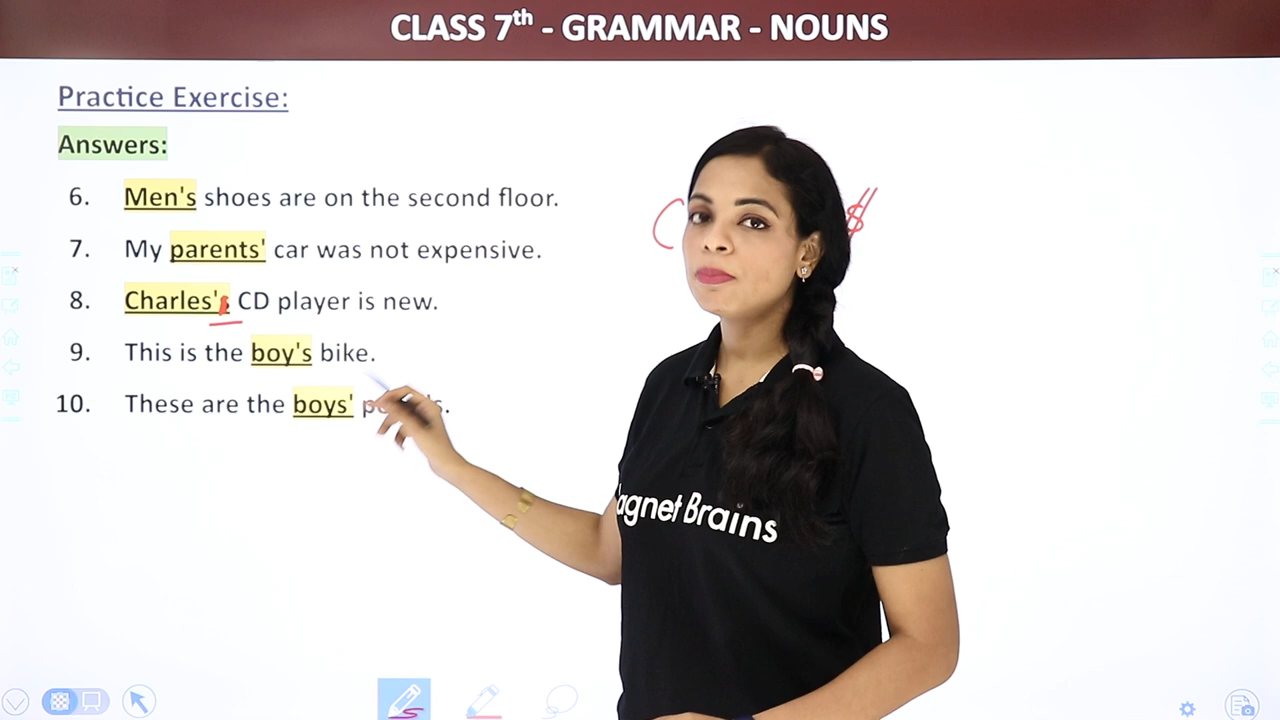 CLASS 7th - GRAMMAR - NOUNS
Practice Exercise:
Answers:
6. Men's shoes are on the second floor.
7. My parents' car was not expensive.
8. Charles's CD player is new.
9. This is the boy's bike.
10. These are the boys'
agnet Brains